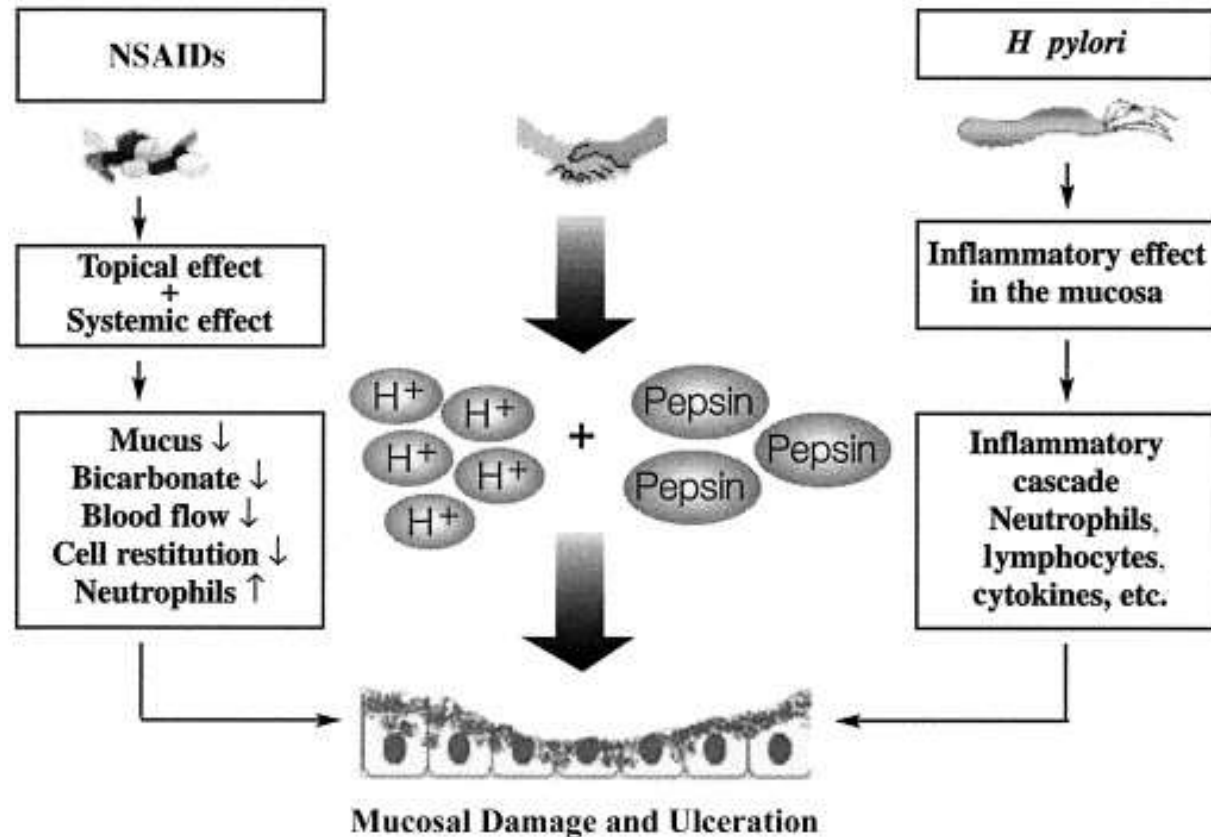 NSAIDs
Topical effect
+
Systemic effect
Mucus ↓
Bicarbonate ↓
Blood flow ↓
Cell restitution ↓
Neutrophils ↑
H+
H+
H+
H+
H+
+
Pepsin
Pepsin
Pepsin
H pylori
Inflammatory effect
in the mucosa
Inflammatory
cascade
Neutrophils,
lymphocytes,
cytokines, etc.
Mucosal Damage and Ulceration